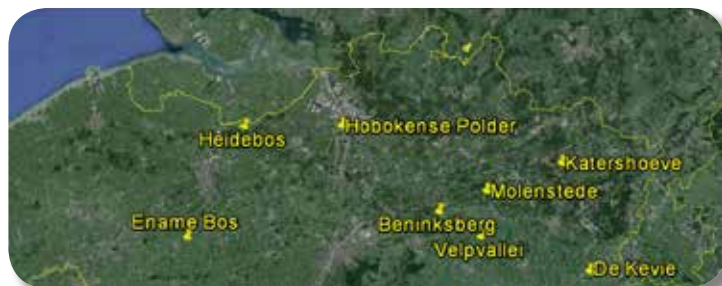 Heidebos
Hobokense Polder
Katershoeve
Molenstede
Beninksberg
Ename Bos
Velpvallei
De Kevie